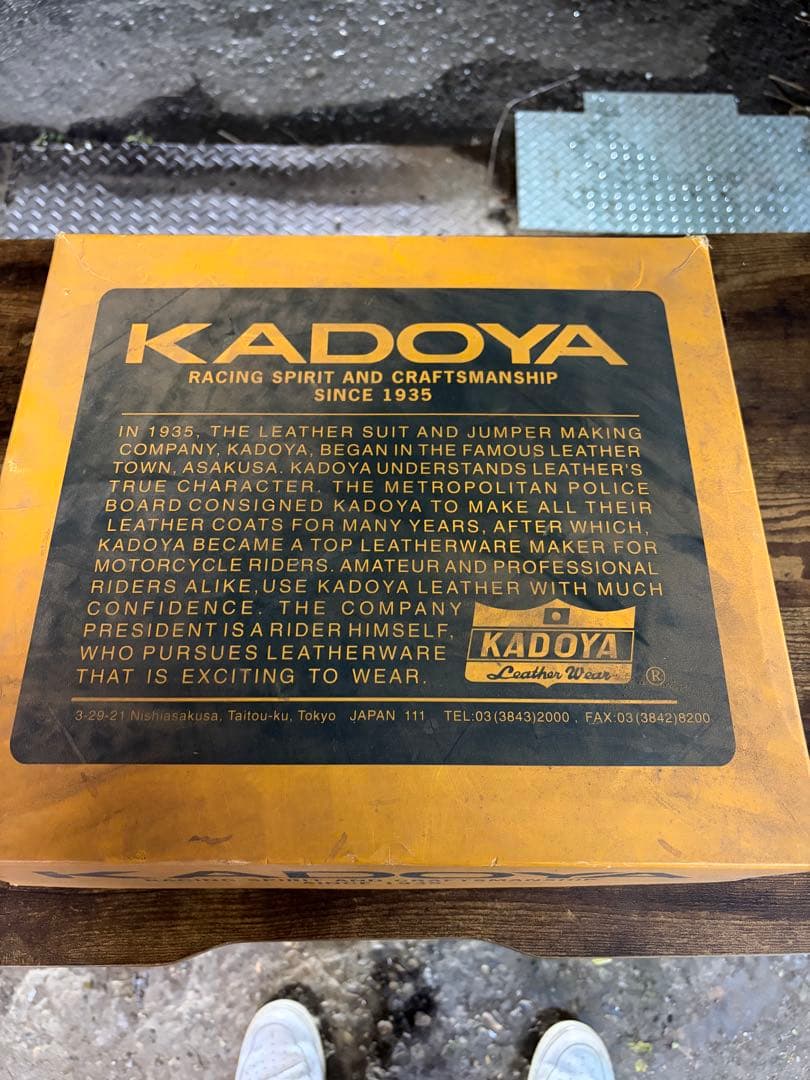 KADOYA
RACING SPIRIT AND CRAFTSMANSHIP
SINCE 1935
IN 1935, THE LEATHER SUIT AND JUMPER MAKING
COMPANY, KADOYA, BEGAN IN THE FAMOUS LEATHER
TOWN, ASAKUSA. KADOYA UNDERSTANDS LEATHER'S
TRUE CHARACTER. THE METROPOLITAN POLICE
BOARD CONSIGNED KADOYA TO MAKE ALL THEIR
LEATHER COATS FOR MANY YEARS, AFTER WHICH,
KADOYA BECAME A TOP LEATHERWARE MAKER FOR
MOTORCYCLE RIDERS. AMATEUR AND PROFESSIONAL
RIDERS ALIKE, USE KADOYA LEATHER WITH MUCH
CONFIDENCE. THE COMPANY
PRESIDENT IS A RIDER HIMSELF,
WHO PURSUES LEATHERWARE
THAT IS EXCITING TO WEAR.
KADOYA
Leather Wear ®
3-29-21 Nishiasakusa, Taitou-ku, Tokyo JAPAN 111 TEL:03(3843)2000 , FAX:03(3842)8200
KADOYA
RACING SPIRIT AND CRAFTSMANSHIP